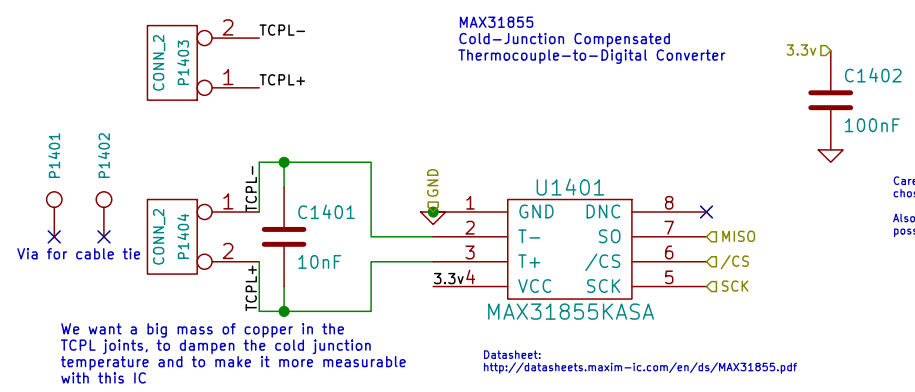 MAX31855
Cold-Junction Compensated
Thermocouple-to-Digital Converter
CONN_2
P1403
2
TCPL-
1
TCPL+
3.3v
C1402
100nF
P1401
P1402
Via for cable tie
CONN_2
P1404
1
TCPL-
2
TCPL+
C1401
10nF
GND
U1401
1
GND
DNC
8
2
T-
SO
7
MISO
3
T+
/CS
6
/CS
3.3v
4
VCC
SCK
5
SCK
MAX31855KASA
We want a big mass of copper in the
TCPL joints, to dampen the cold junction
temperature and to make it more measurable
with this IC
Datasheet:
http://datasheets.maxim-ic.com/en/ds/MAX31855.pdf
Care
chos
Also
poss